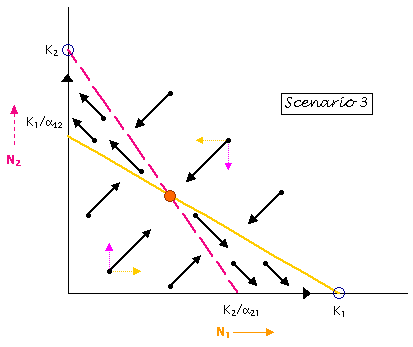 K₂
Scenario 3
K₁/α₁₂
N₂
K₂/α₂₁
K₁
N₁